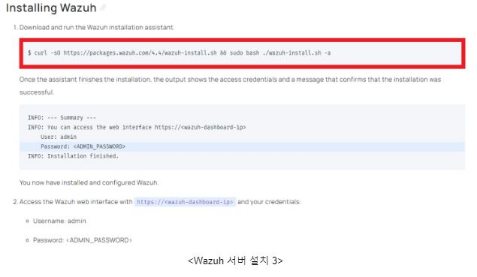 Installing Wazuh
1. Download and run the Wazuh installation assistant.
$ curl -sO https://packages.wazuh.com/4.4/wazuh-install.sh && sudo bash ./wazuh-install.sh -a
Once the assistant finishes the installation, the output shows the access credentials and a message that confirms that the installation was
successful.
INFO: --- Summary ---
INFO: You can access the web interface https://<wazuh-dashboard-ip>
User: admin
Password: <ADMIN_PASSWORD>
INFO: Installation finished.
You now have installed and configured Wazuh.
2. Access the Wazuh web interface with https://<wazuh-dashboard-ip> and your credentials:
Username: admin
Password: <ADMIN_PASSWORD>
<Wazuh 서버 설치 3>